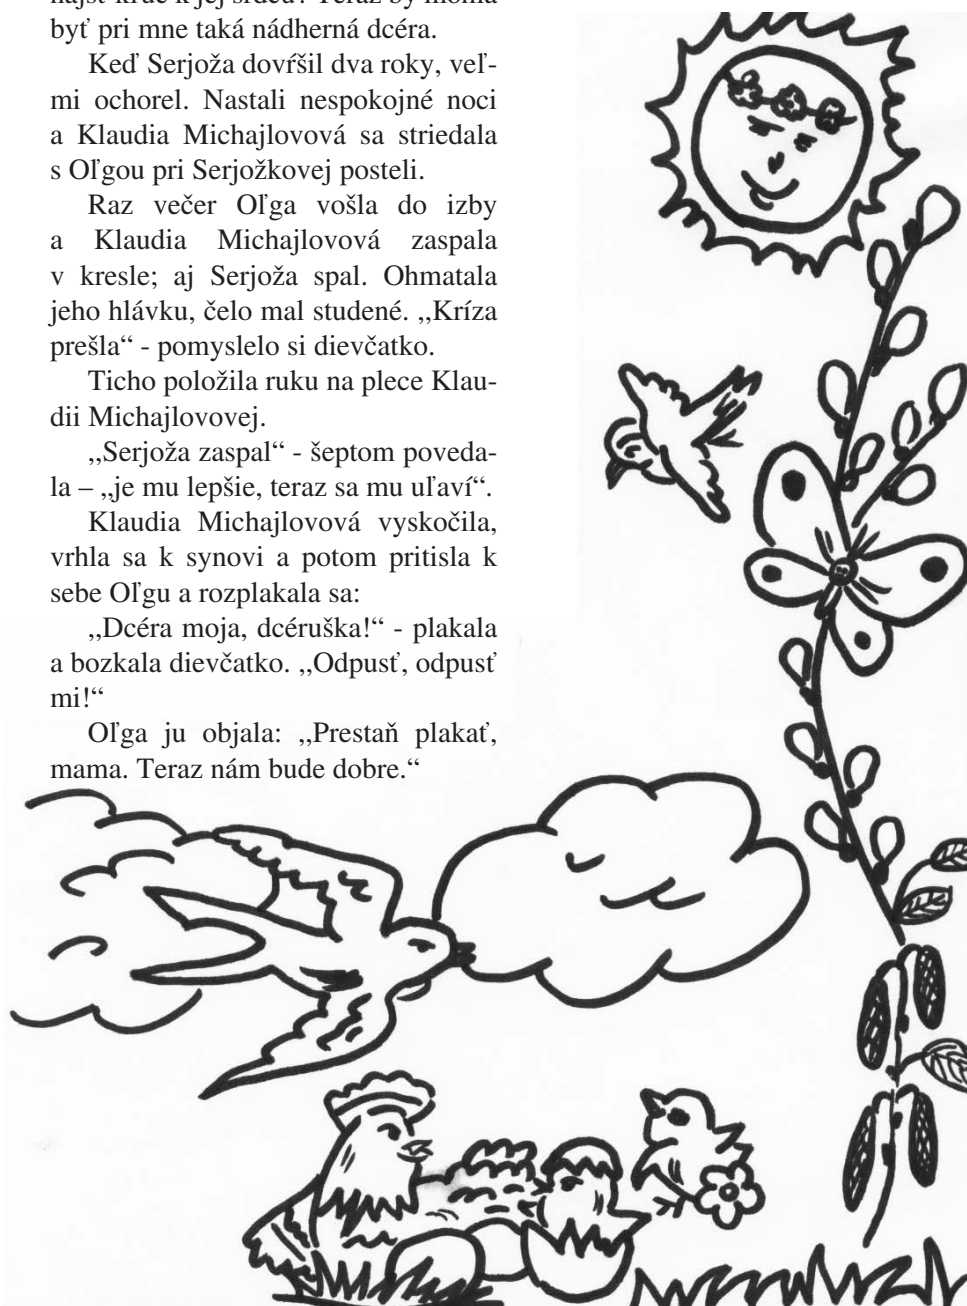 byť pri mne taká nádherná dcéra.
Keď Serjoža dovŕšil dva roky, veľ-
mi ochorel. Nastali nespokojné noci
a Klaudia Michajlovová sa striedala
s Oľgou pri Serjožkovej posteli.
Raz večer Oľga vošla do izby
a Klaudia Michajlovová zaspala
v kresle; aj Serjoža spal. Ohmatala
jeho hlávku, čelo mal studené. „Kríza
prešla“ - pomyslelo si dievčatko.
Ticho položila ruku na plece Klau-
dii Michajlovovej.
„Serjoža zaspal“ - šeptom poveda-
la – „je mu lepšie, teraz sa mu uľaví“.
Klaudia Michajlovová vyskočila,
vrhla sa k synovi a potom pritisla k
sebe Oľgu a rozplakala sa:
„Dcéra moja, dcéruška!“ - plakala
a bozkala dievčatko. „Odpusť, odpusť
mi!“
Oľga ju objala: „Prestaň plakať,
mama. Teraz nám bude dobre.“